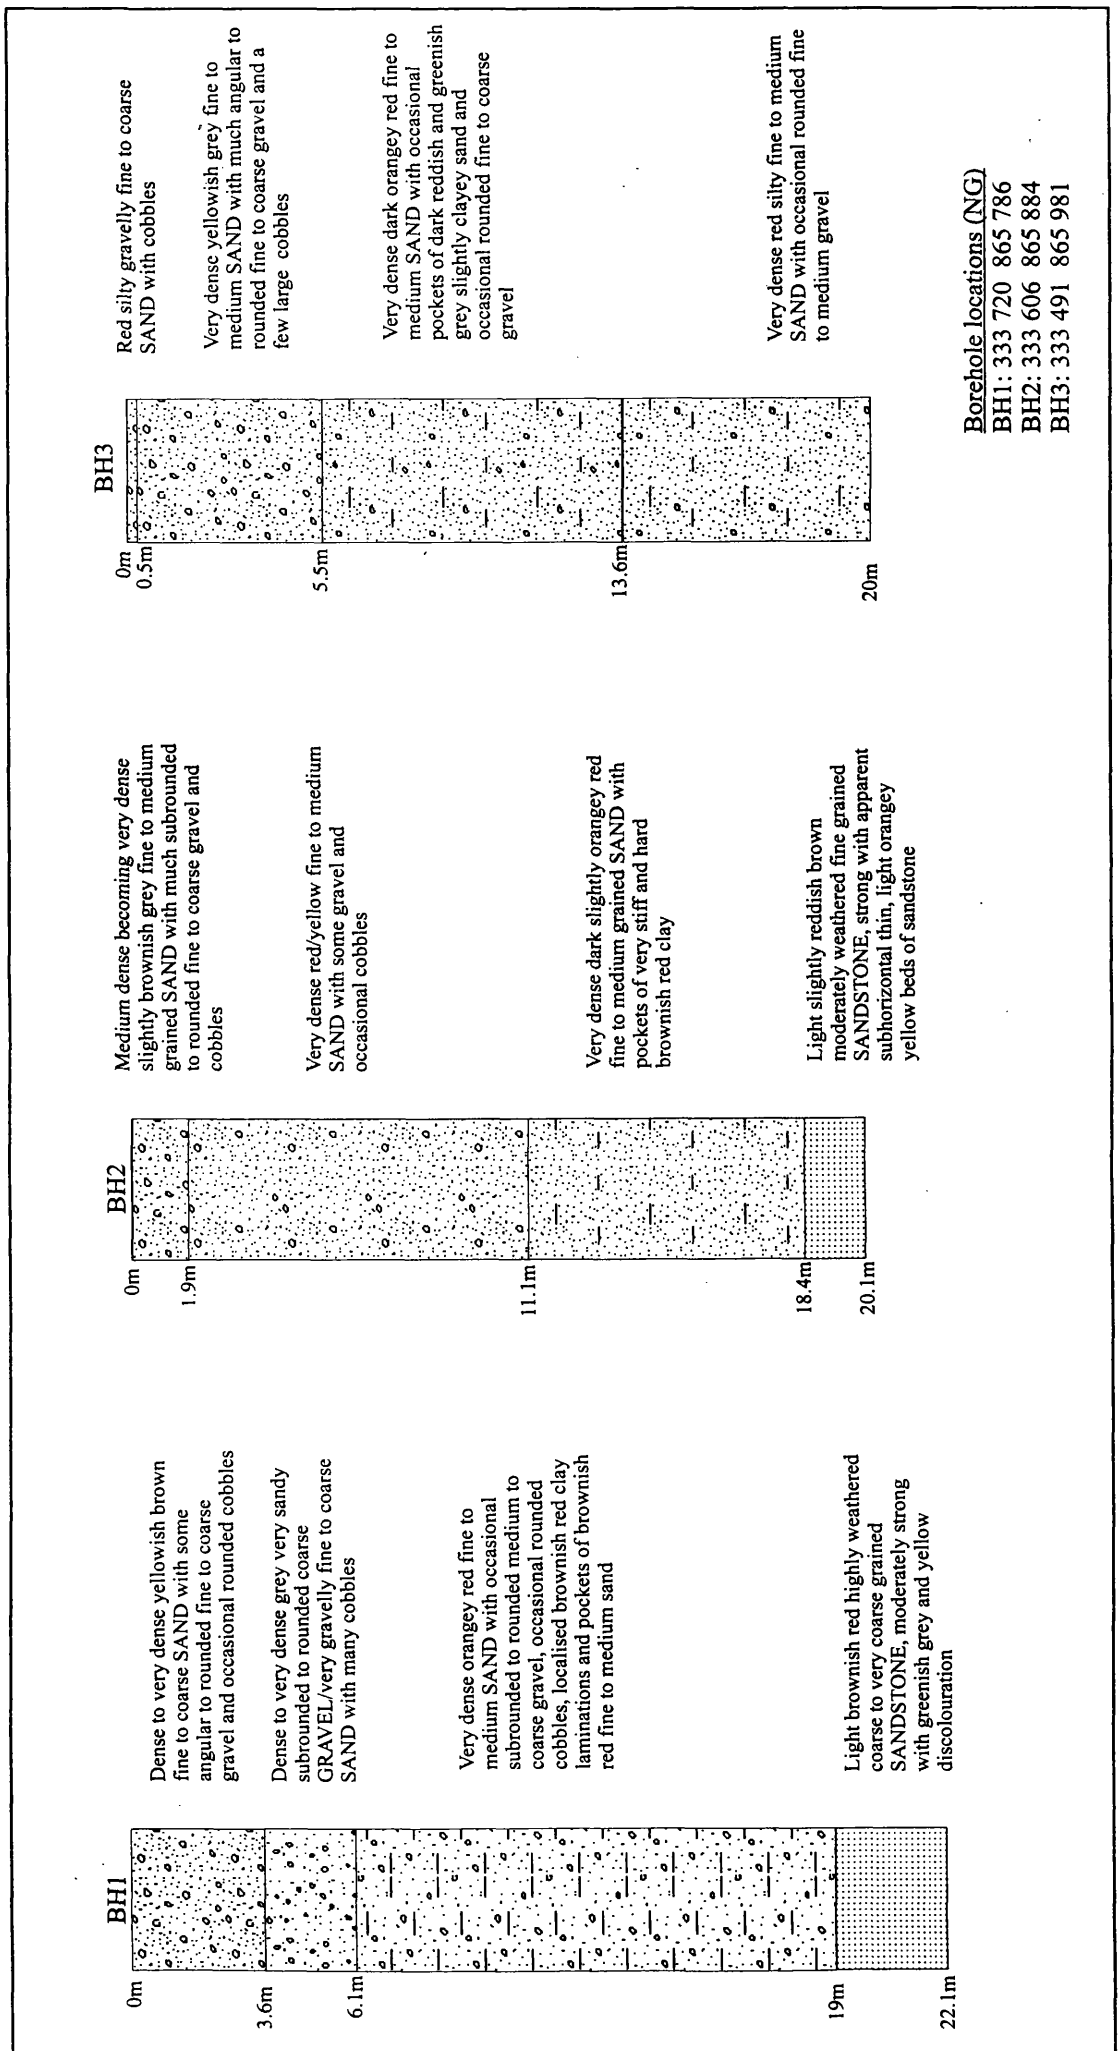 BH1
0m
3.6m
6.1m
19m
22.1m
Dense to very dense yellowish brown
fine to coarse SAND with some
angular to rounded fine to coarse
gravel and occasional rounded cobbles
Dense to very dense grey very sandy
subrounded to rounded coarse
GRAVEL/very gravelly fine to coarse
SAND with many cobbles
Very dense orangey red fine to
medium SAND with occasional
subrounded to rounded medium to
coarse gravel, occasional rounded
cobbles, localised brownish red clay
laminations and pockets of brownish
red fine to medium sand
Light brownish red highly weathered
coarse to very coarse grained
SANDSTONE, moderately strong
with greenish grey and yellow
discolouration
BH2
0m
1.9m
11.1m
18.4m
20.1m
Medium dense becoming very dense
slightly brownish grey fine to medium
grained SAND with much subrounded
to rounded fine to coarse gravel and
cobbles
Very dense red/yellow fine to medium
SAND with some gravel and
occasional cobbles
Very dense dark slightly orangey red
fine to medium grained SAND with
pockets of very stiff and hard
brownish red clay
Light slightly reddish brown
moderately weathered fine grained
SANDSTONE, strong with apparent
subhorizontal thin, light orangey
yellow beds of sandstone
BH3
0m
0.5m
5.5m
13.6m
20m
Red silty gravelly fine to coarse
SAND with cobbles
Very dense yellowish grey fine to
medium SAND with much angular to
rounded fine to coarse gravel and a
few large cobbles
Very dense dark orangey red fine to
medium SAND with occasional
pockets of dark reddish and greenish
grey slightly clayey sand and
occasional rounded fine to coarse
gravel
Very dense red silty fine to medium
SAND with occasional rounded fine
to medium gravel
Borehole locations (NG)
BH1: 333 720 865 786
BH2: 333 606 865 884
BH3: 333 491 865 981